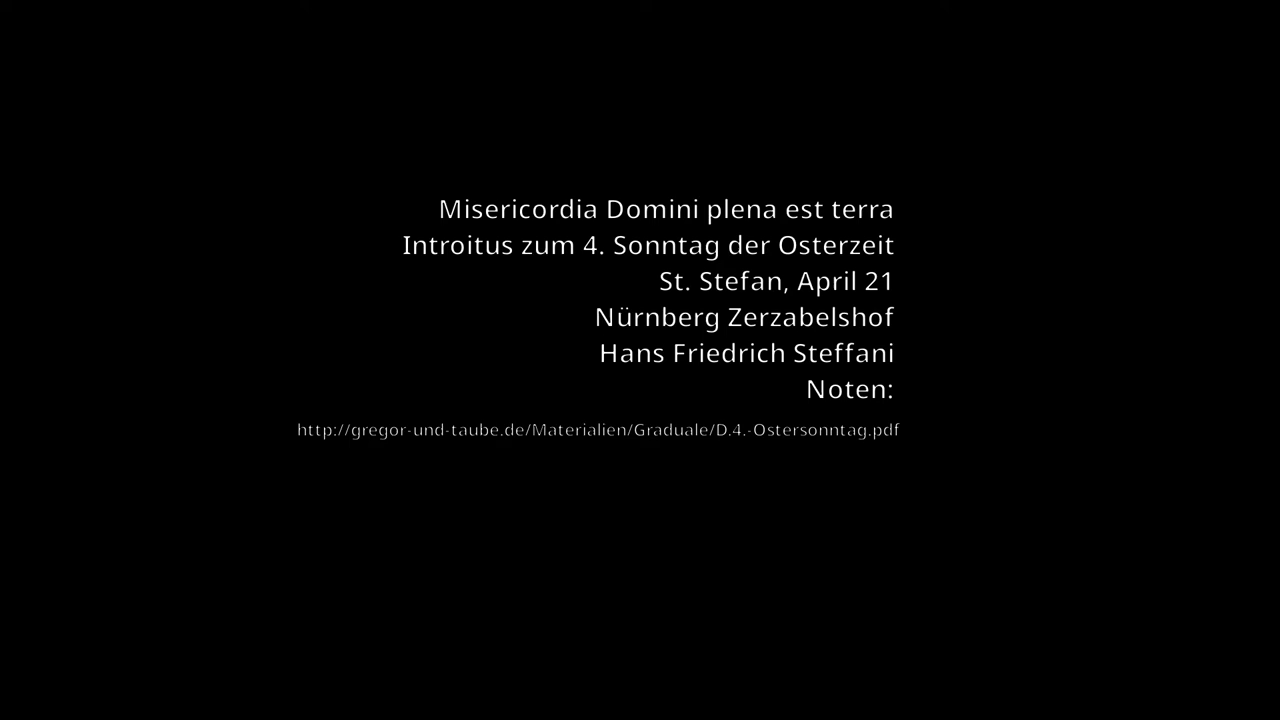 Misericordia Domini plena est terra
Introitus zum 4. Sonntag der Osterzeit
St. Stefan, April 21
Nürnberg Zerzabelshof
Hans Friedrich Steffani
Noten:
http://gregor-und-taube.de/Materialien/Graduale/D.4.-Ostersonntag.pdf